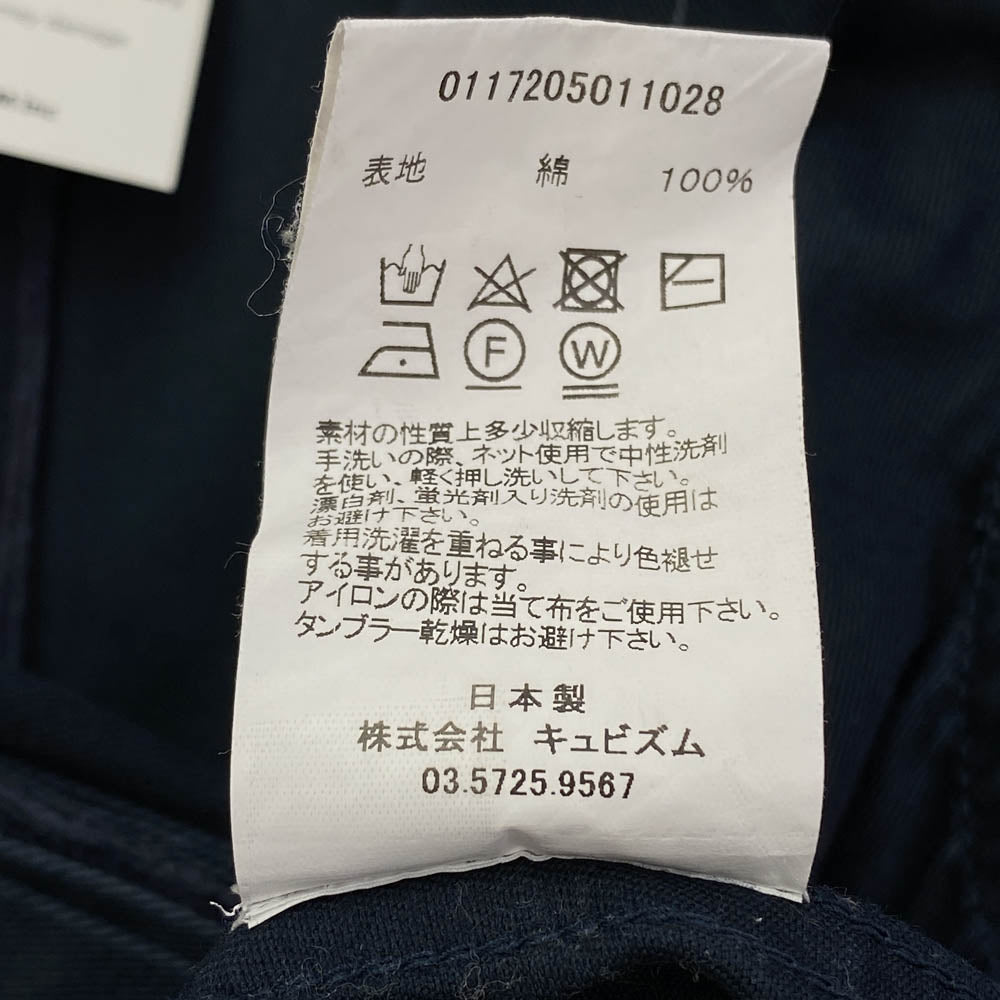 0117205011028
表地 綿 100%
F W
素材の性質上多少収縮します。
手洗いの際、ネット使用で中性洗剤
を使い、軽く押し洗いして下さい。
漂白剤、蛍光剤入り洗剤の使用は
お避け下さい。
着用洗濯を重ねる事により色褪せ
する事があります。
アイロンの際は当て布をご使用下さい。
タンブラー乾燥はお避け下さい。
日本製
株式会社 キュビズム
03.5725.9567